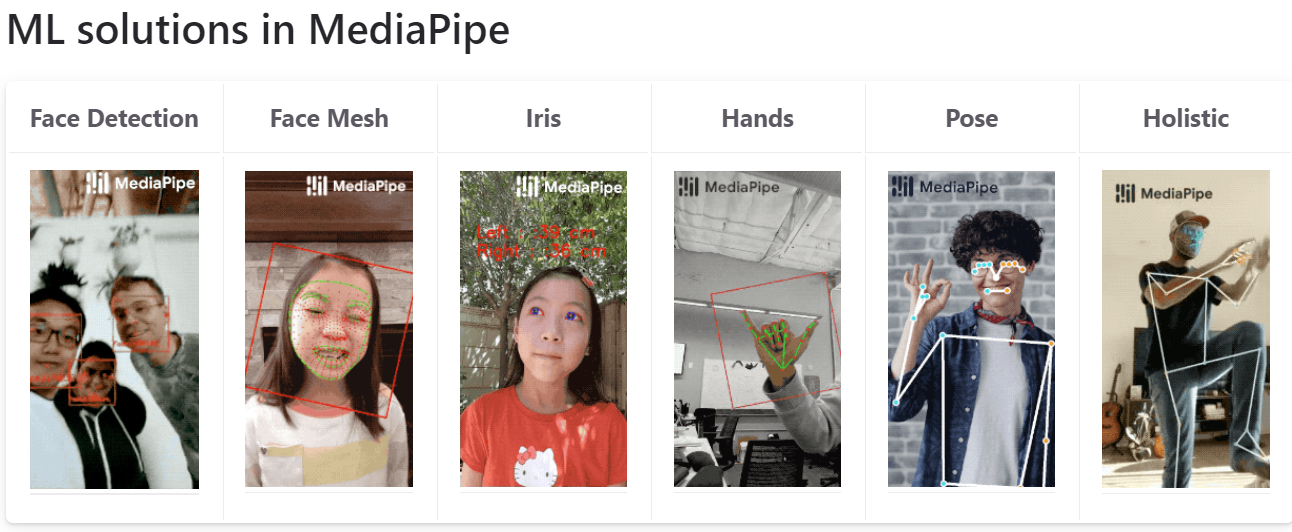 ML solutions in MediaPipe
Face Detection
Face Mesh
Iris
Hands
Pose
Holistic
MediaPipe
MediaPipe
MediaPipe
MediaPipe
MediaPipe
MediaPipe
Left : :39 cm
Right : :36 cm